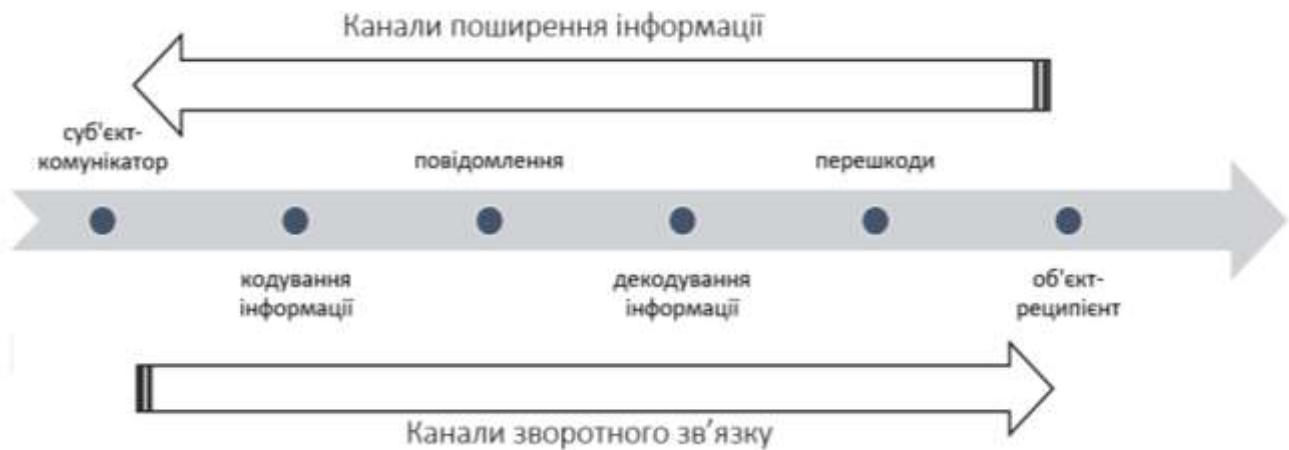 Канали поширення інформації
суб'єкт-
комунікатор
повідомлення
перешкоди
кодування
інформації
декодування
інформації
об'єкт-
реципієнт
Канали зворотного зв’язку